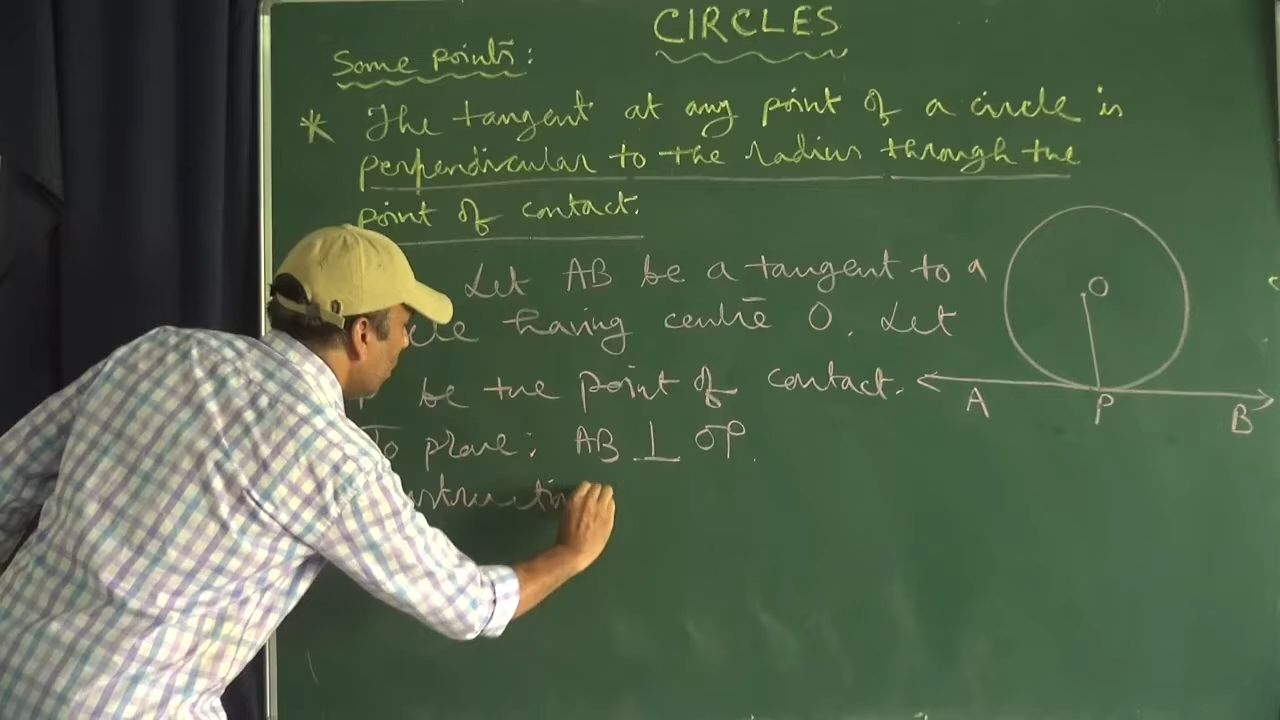 CIRCLES
Some points:
* The tangent at any point of a circle is
perpendicular to the radius through the
point of contact.
Let AB be a tangent to a
having centre O. Let
be the point of contact.
To prove: AB ⊥ OP.
O
A
P
B